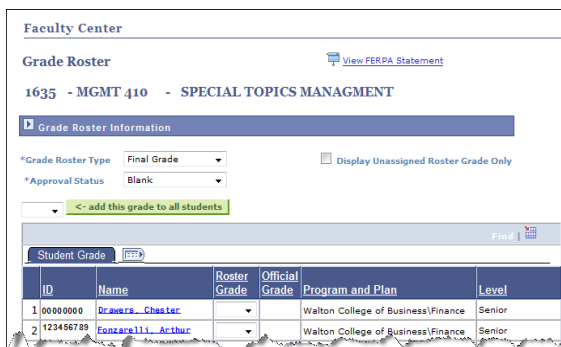 Faculty Center
Grade Roster
View FERPA Statement
1635 - MGMT 410 - SPECIAL TOPICS MANAGMENT
Grade Roster Information
*Grade Roster Type Final Grade Display Unassigned Roster Grade Only
*Approval Status Blank
<- add this grade to all students
Find |
Student Grade
ID Name Roster Grade Official Grade Program and Plan Level
1 00000000 Drawers, Chester Walton College of Business\Finance Senior
2 123456789 Fonzarelli, Arthur Walton College of Business\Finance Senior